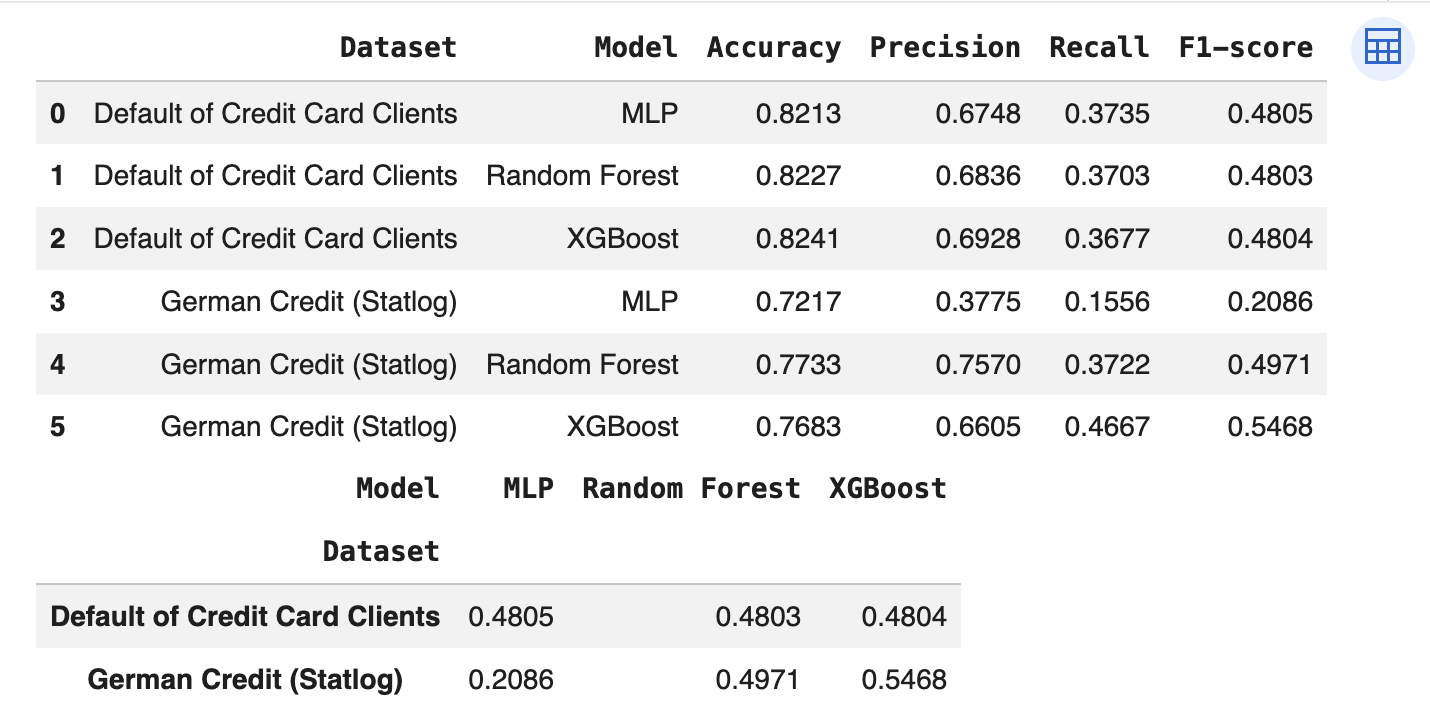 Dataset Model Accuracy Precision Recall F1-score
0 Default of Credit Card Clients MLP 0.8213 0.6748 0.3735 0.4805
1 Default of Credit Card Clients Random Forest 0.8227 0.6836 0.3703 0.4803
2 Default of Credit Card Clients XGBoost 0.8241 0.6928 0.3677 0.4804
3 German Credit (Statlog) MLP 0.7217 0.3775 0.1556 0.2086
4 German Credit (Statlog) Random Forest 0.7733 0.7570 0.3722 0.4971
5 German Credit (Statlog) XGBoost 0.7683 0.6605 0.4667 0.5468
Model MLP Random Forest XGBoost
Dataset
Default of Credit Card Clients 0.4805 0.4803 0.4804
German Credit (Statlog) 0.2086 0.4971 0.5468